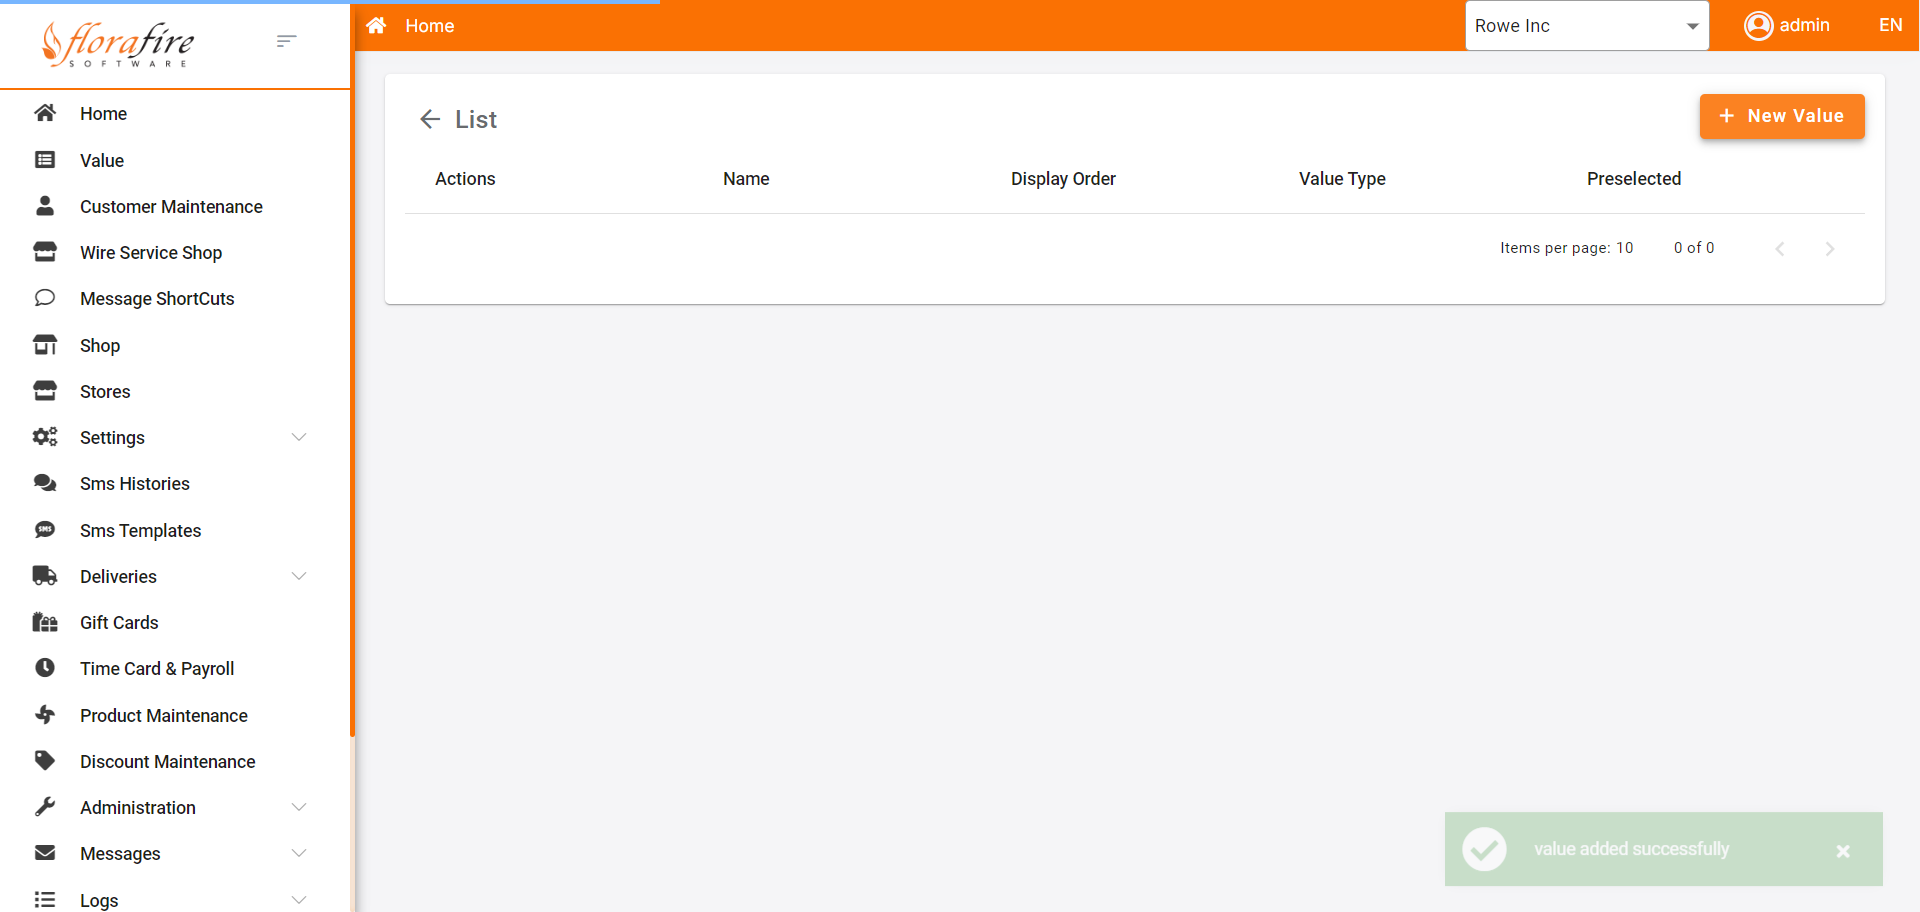 florafire
SOFTWARE
Home
Rowe Inc
admin
EN
Home
Value
Customer Maintenance
Wire Service Shop
Message ShortCuts
Shop
Stores
Settings
Sms Histories
SMS
Sms Templates
Deliveries
Gift Cards
Time Card & Payroll
Product Maintenance
Discount Maintenance
Administration
Messages
Logs
List
+ New Value
Actions Name Display Order Value Type Preselected
Items per page: 10 0 of 0
value added successfully